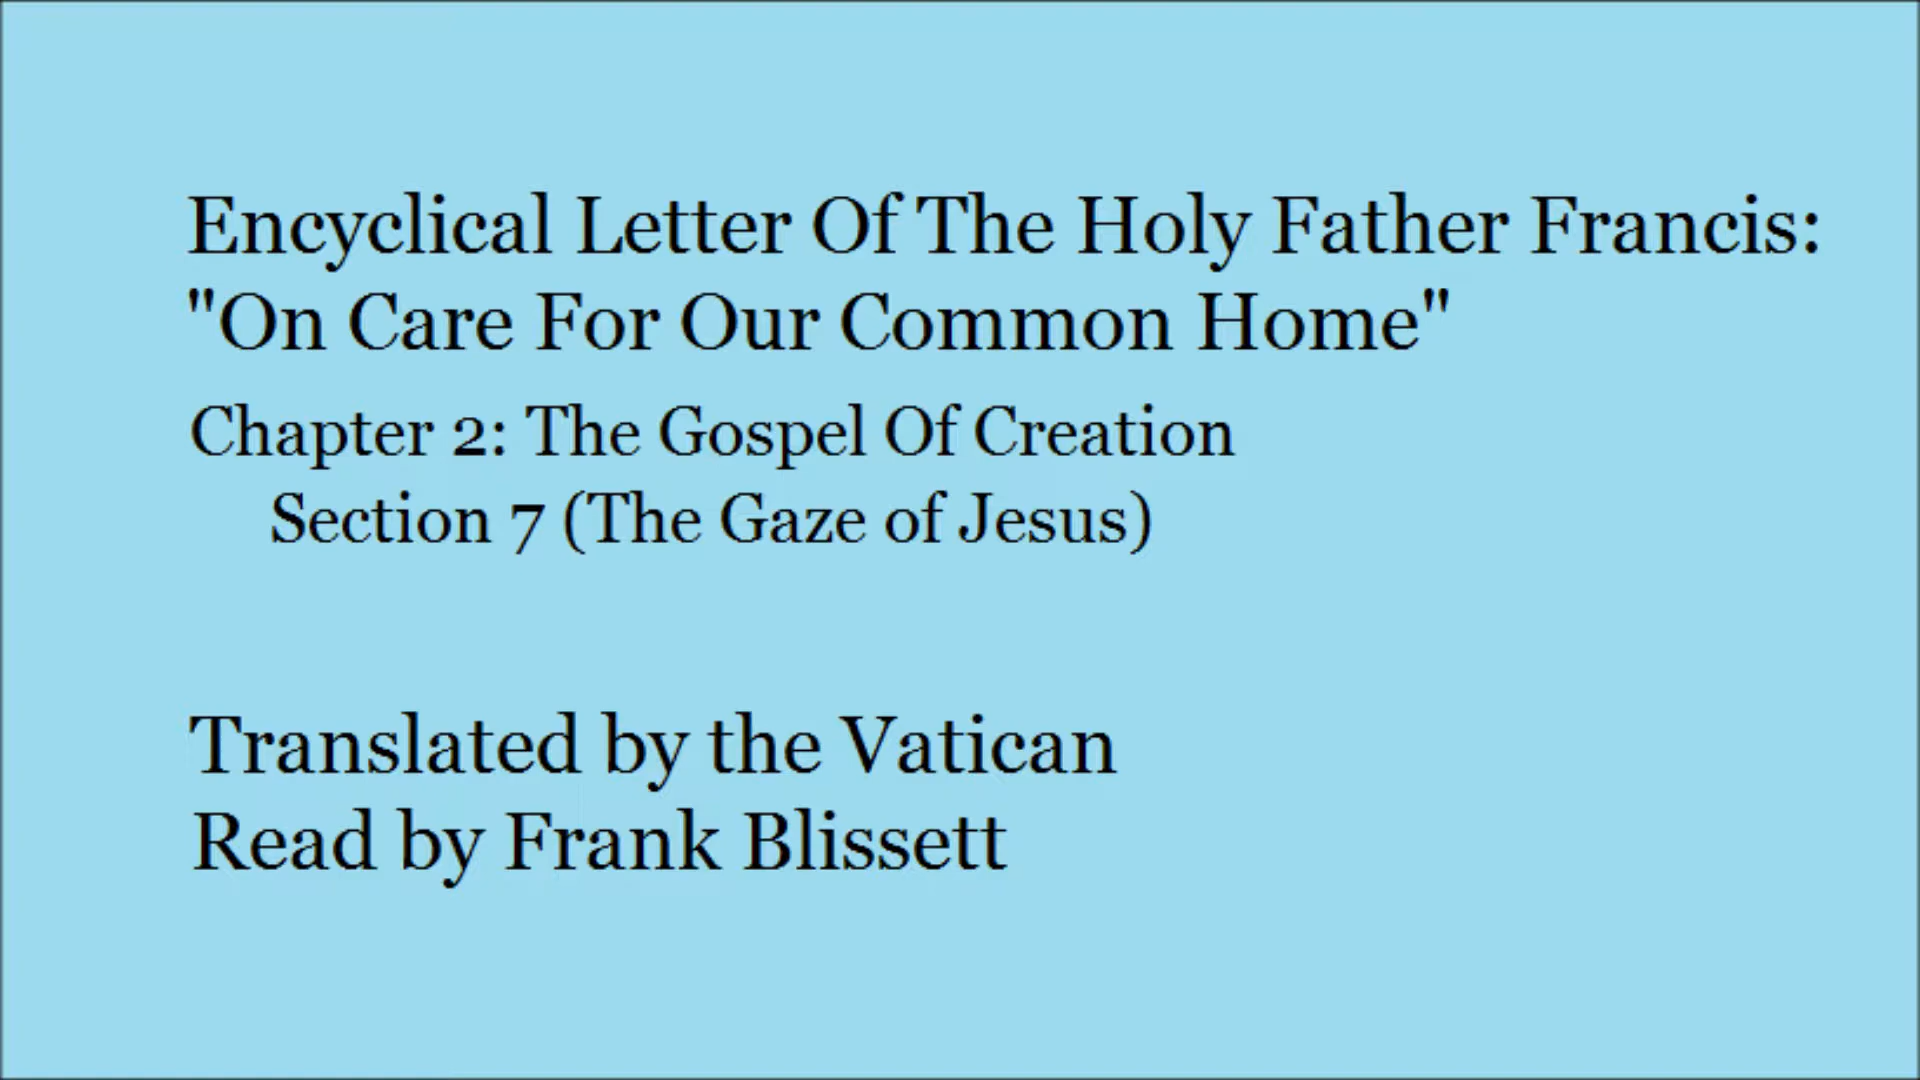 Encyclical Letter Of The Holy Father Francis:
"On Care For Our Common Home"
Chapter 2: The Gospel Of Creation
Section 7 (The Gaze of Jesus)
Translated by the Vatican
Read by Frank Blissett